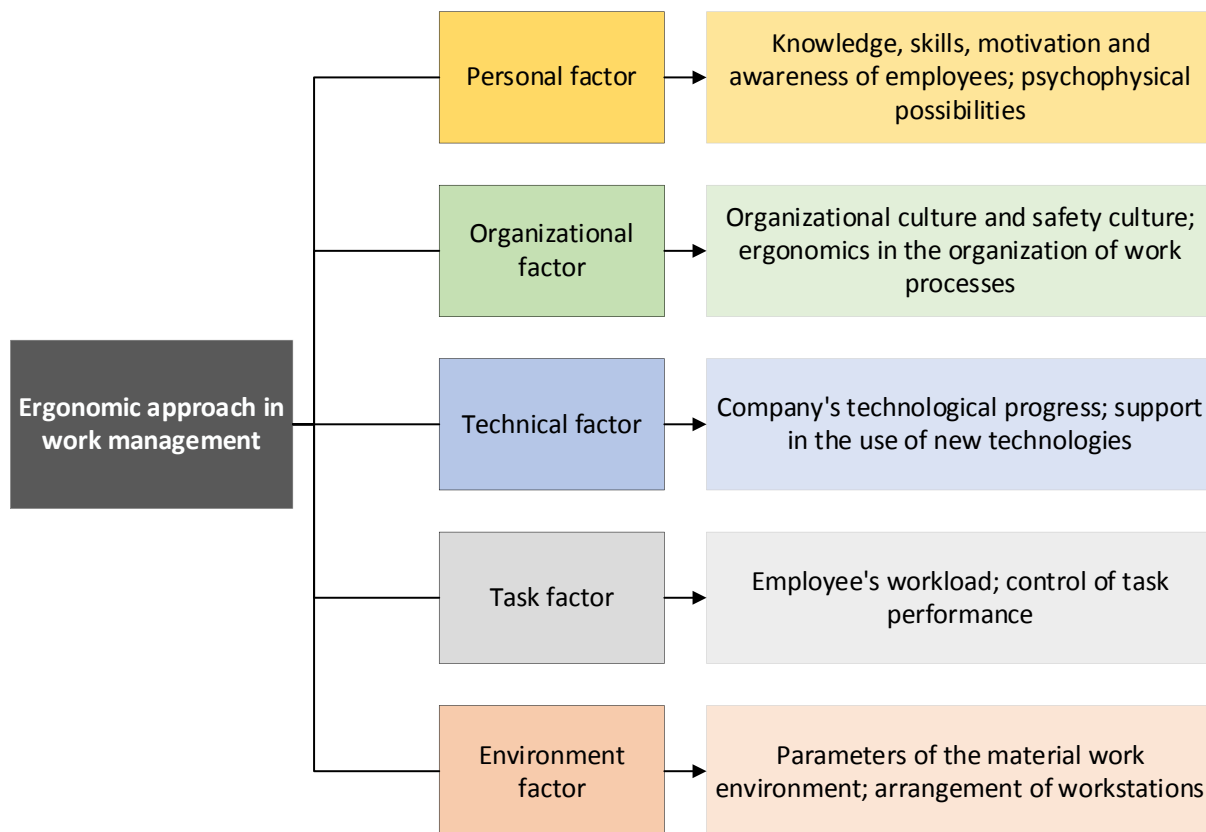 Personal factor
Knowledge, skills, motivation and
awareness of employees; psychophysical
possibilities
Organizational
factor
Organizational culture and safety culture;
ergonomics in the organization of work
processes
Ergonomic approach in
work management
Technical factor
Company's technological progress; support
in the use of new technologies
Task factor
Employee's workload; control of task
performance
Environment
factor
Parameters of the material work
environment; arrangement of workstations